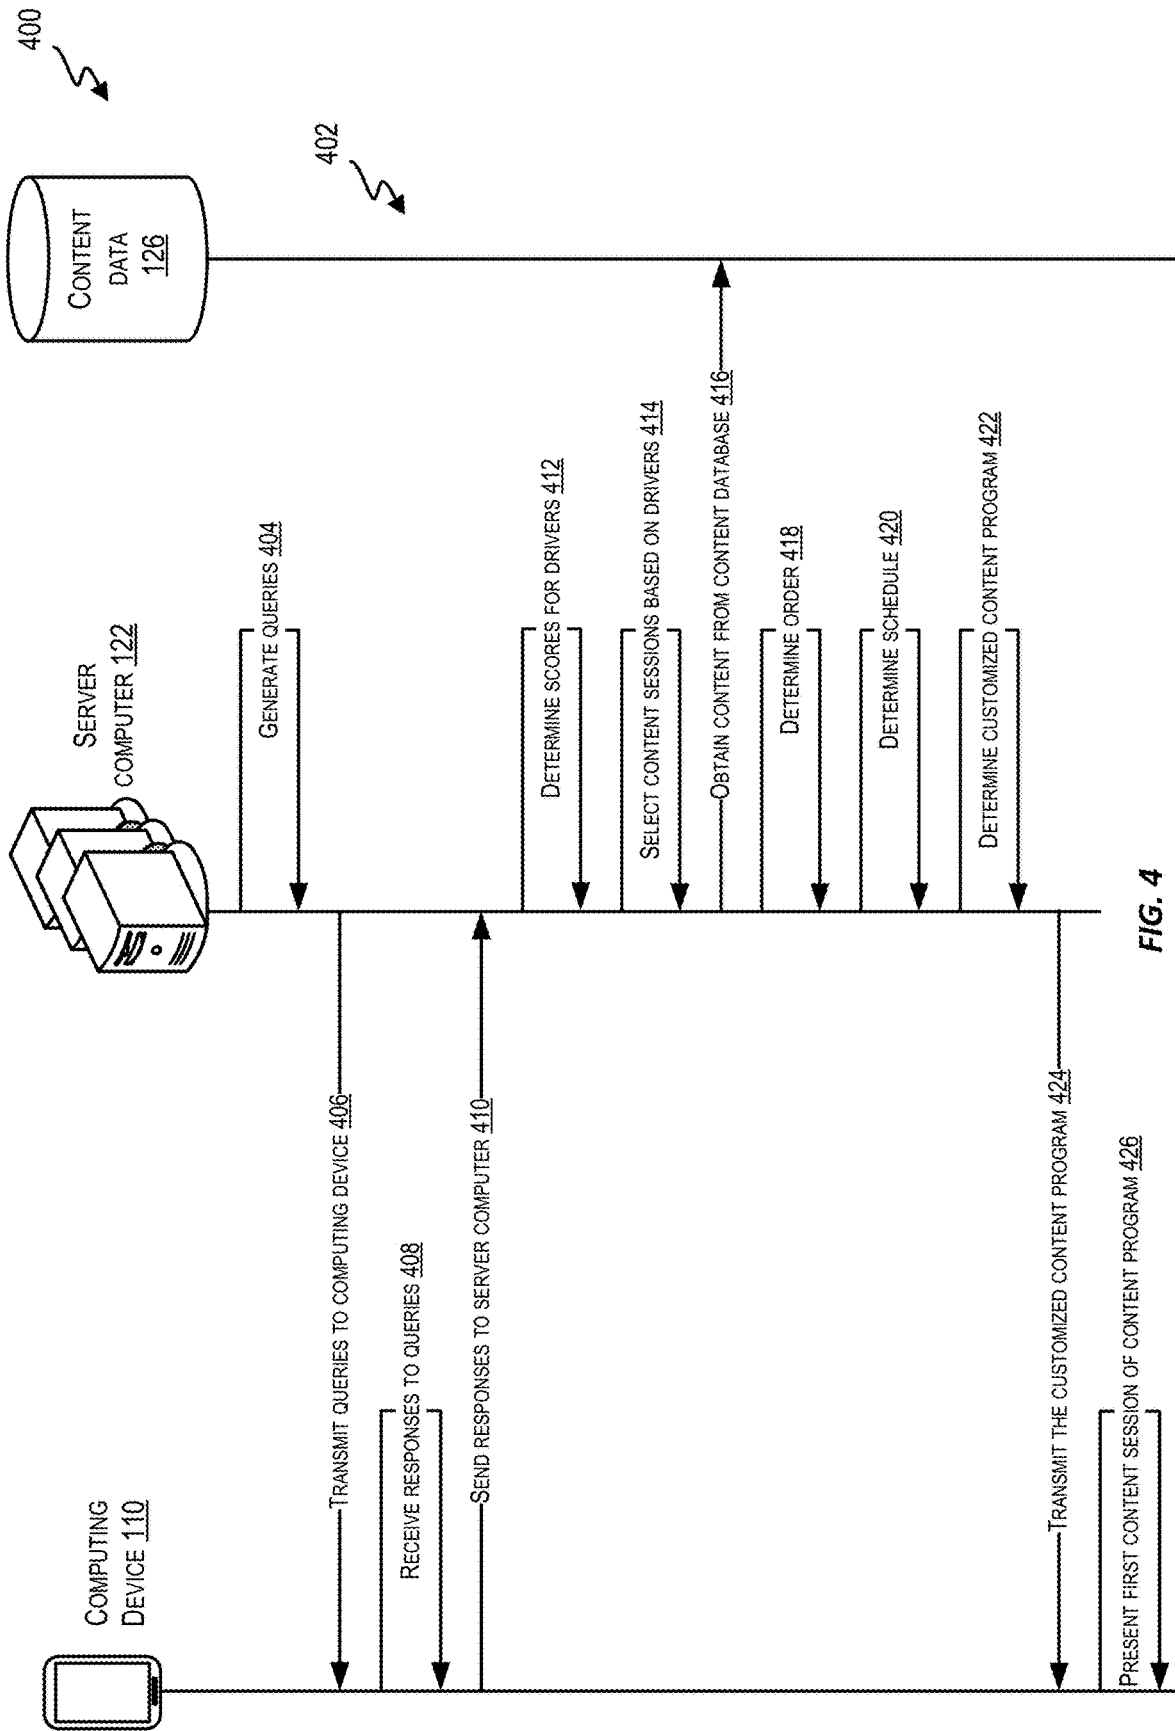 400
402
COMPUTING
DEVICE 110
SERVER
COMPUTER 122
CONTENT
DATA
126
GENERATE QUERIES 404
TRANSMIT QUERIES TO COMPUTING DEVICE 406
RECEIVE RESPONSES TO QUERIES 408
SEND RESPONSES TO SERVER COMPUTER 410
DETERMINE SCORES FOR DRIVERS 412
SELECT CONTENT SESSIONS BASED ON DRIVERS 414
OBTAIN CONTENT FROM CONTENT DATABASE 416
DETERMINE ORDER 418
DETERMINE SCHEDULE 420
DETERMINE CUSTOMIZED CONTENT PROGRAM 422
TRANSMIT THE CUSTOMIZED CONTENT PROGRAM 424
PRESENT FIRST CONTENT SESSION OF CONTENT PROGRAM 426
FIG. 4